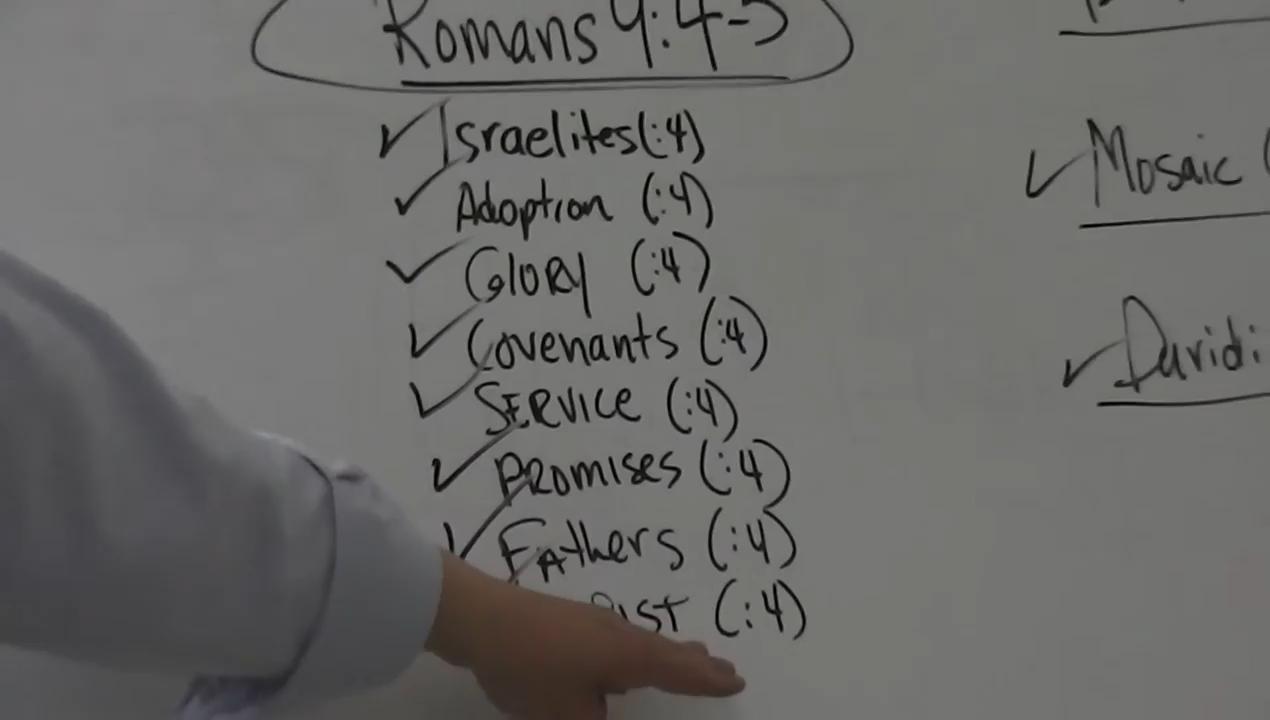 Romans 9:4-5
Israelites (:4)
Adoption (:4)
Glory (:4)
Covenants (:4)
SERVICE (:4)
PROMISES (:4)
FAthers (:4)
(:4)
Mosaic (
Davidi